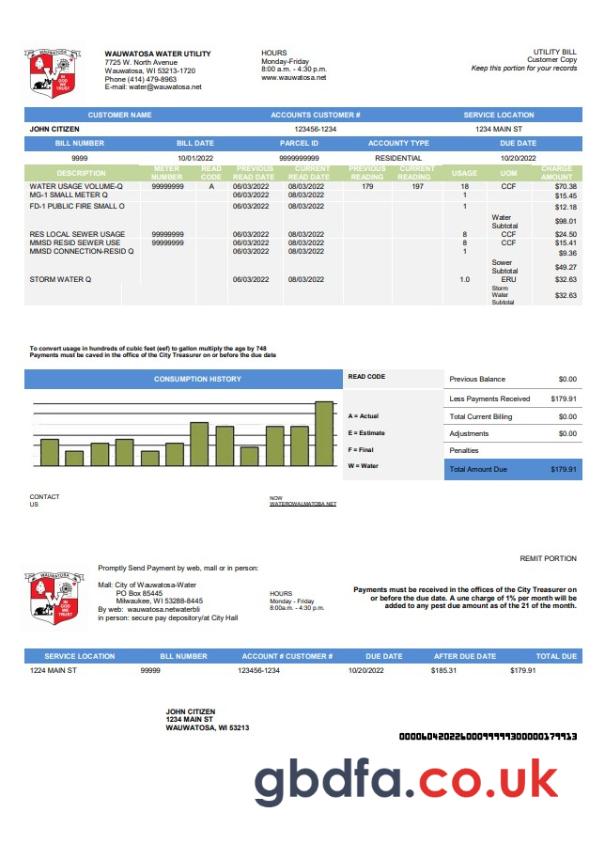 WAUWATOSA WATER UTILITY
7725 W. North Avenue
Wauwatosa, WI 53213-1720
Phone (414) 479-8963
E-mail: water@wauwatosa.net
HOURS
Monday-Friday
8:00 a.m. - 4:30 p.m.
www.wauwatosa.net
UTILITY BILL
Customer Copy
Keep this portion for your records
WAUWATOSA
IN GOD WE TRUST
CUSTOMER NAME ACCOUNTS CUSTOMER # SERVICE LOCATION
JOHN CITIZEN 123456-1234 1234 MAIN ST
BILL NUMBER BILL DATE PARCEL ID ACCOUNTY TYPE DUE DATE
9999 10/01/2022 9999999999 RESIDENTIAL 10/20/2022
DESCRIPTION METER NUMBER READ CODE PREVIOUS READ DATE CURRENT READ DATE PREVIOUS READING CURRENT READING USAGE UOM CHARGE AMOUNT
WATER USAGE VOLUME-Q 99999999 A 06/03/2022 08/03/2022 179 197 18 CCF $70.38
MG-1 SMALL METER Q 06/03/2022 08/03/2022 1 $15.45
FD-1 PUBLIC FIRE SMALL O 06/03/2022 08/03/2022 1 $12.18
Water Subtotal $98.01
RES LOCAL SEWER USAGE 99999999 06/03/2022 08/03/2022 8 CCF $24.50
MMSD RESID SEWER USE 99999999 06/03/2022 08/03/2022 8 CCF $15.41
MMSD CONNECTION-RESID Q 06/03/2022 08/03/2022 1 $9.36
Sower Subtotal $49.27
STORM WATER Q 06/03/2022 08/03/2022 1.0 ERU $32.63
Storm Water Subtotal $32.63
To convert usage in hundreds of cubic feet (eef) to gallon multiply the age by 748
Payments must be caved in the office of the City Treasurer on or before the due date
CONSUMPTION HISTORY
READ CODE
A = Actual
E = Estimate
F = Final
W = Water
Previous Balance $0.00
Less Payments Received $179.91
Total Current Billing $0.00
Adjustments $0.00
Penalties
Total Amount Due $179.91
CONTACT
US
NOW
WATEROWALWATOSA.NET
REMIT PORTION
WAUWATOSA
IN GOD WE TRUST
Promptly Send Payment by web, mall or in person:
Mall: City of Wauwatosa-Water
PO Box 85445
Milwaukee, WI 53288-8445
By web: wauwatosa.netwaterbli
in person: secure pay depository/at City Hall
HOURS
Monday - Friday
8:00a.m. - 4:30 p.m.
Payments must be received in the offices of the City Treasurer on
or before the due date. A une charge of 1% per month will be
added to any pest due amount as of the 21 of the month.
SERVICE LOCATION BLL NUMBER ACCOUNT # CUSTOMER # DUE DATE AFTER DUE DATE TOTAL DUE
1224 MAIN ST 99999 123456-1234 10/20/2022 $185.31 $179.91
JOHN CITIZEN
1234 MAIN ST
WAUWATOSA, WI 53213
00006042022600099999300000179913
gbdfa.co.uk